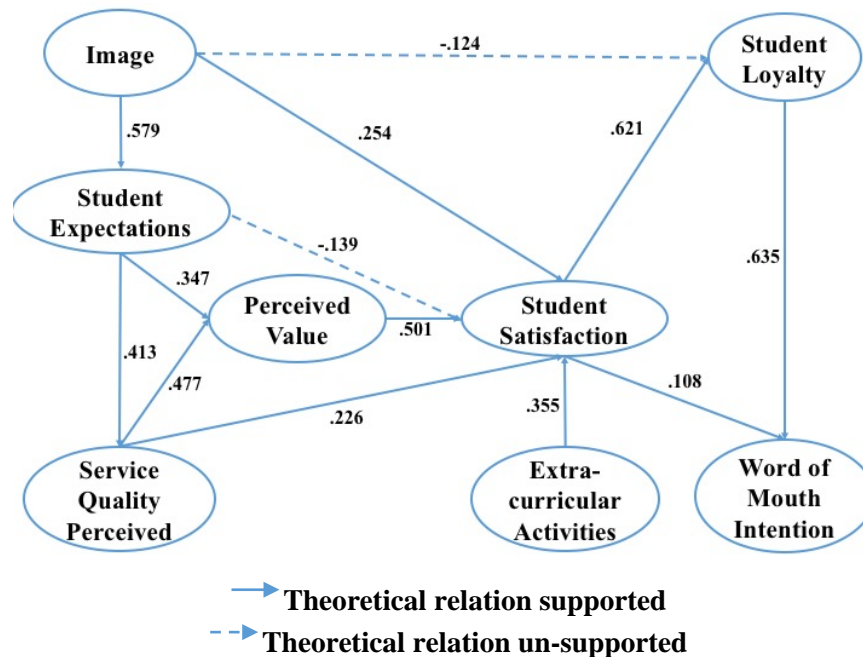 Image
-.124
Student
Loyalty
.579
.254
.621
Student
Expectations
-.139
.347
Perceived
Value
.501
Student
Satisfaction
.635
.413
.477
.226
.355
.108
Service
Quality
Perceived
Extra-
curricular
Activities
Word of
Mouth
Intention
Theoretical relation supported
Theoretical relation un-supported